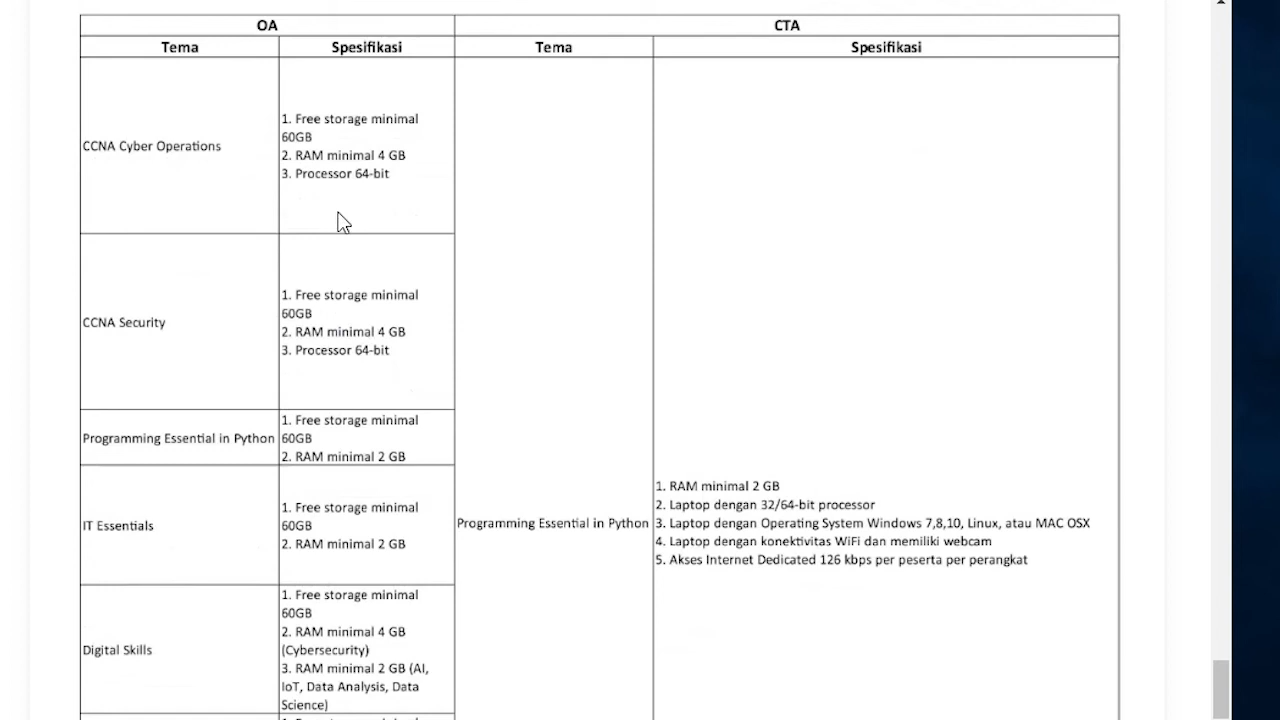 OA
CTA
Tema
Spesifikasi
Tema
Spesifikasi
CCNA Cyber Operations
1. Free storage minimal
60GB
2. RAM minimal 4 GB
3. Processor 64-bit
CCNA Security
1. Free storage minimal
60GB
2. RAM minimal 4 GB
3. Processor 64-bit
Programming Essential in Python
1. Free storage minimal
60GB
2. RAM minimal 2 GB
IT Essentials
1. Free storage minimal
60GB
2. RAM minimal 2 GB
Digital Skills
1. Free storage minimal
60GB
2. RAM minimal 4 GB
(Cybersecurity)
3. RAM minimal 2 GB (AI,
IoT, Data Analysis, Data
Science)
Programming Essential in Python
1. RAM minimal 2 GB
2. Laptop dengan 32/64-bit processor
3. Laptop dengan Operating System Windows 7,8,10, Linux, atau MAC OSX
4. Laptop dengan konektivitas WiFi dan memiliki webcam
5. Akses Internet Dedicated 126 kbps per peserta per perangkat